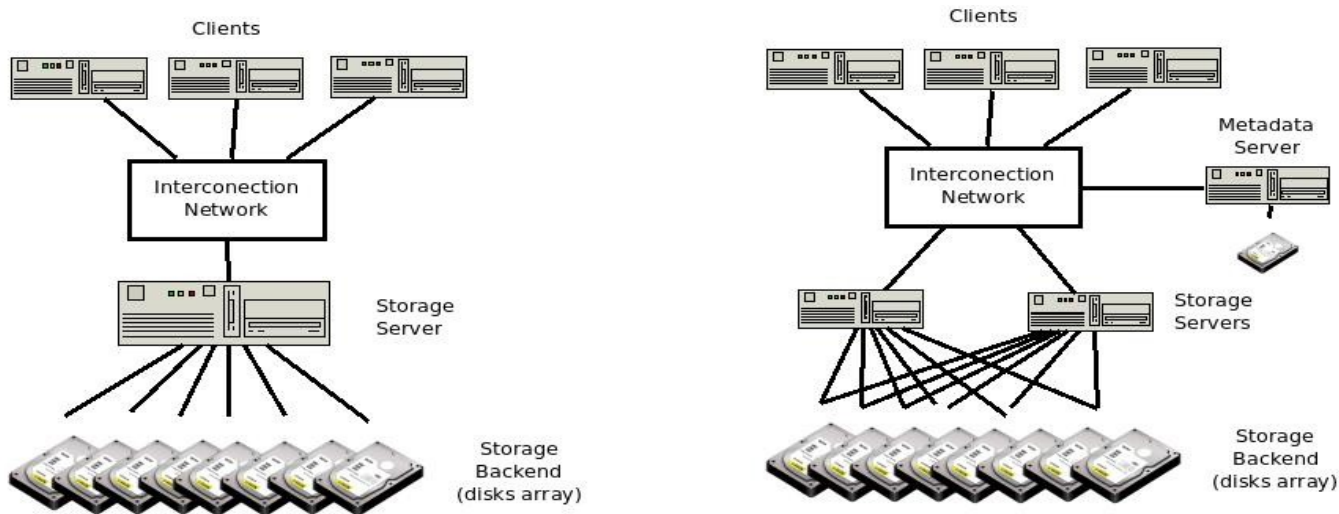 Clients
Interconection
Network
Storage
Server
Storage
Backend
(disks array)
Clients
Metadata
Server
Interconection
Network
Storage
Servers
Storage
Backend
(disks array)